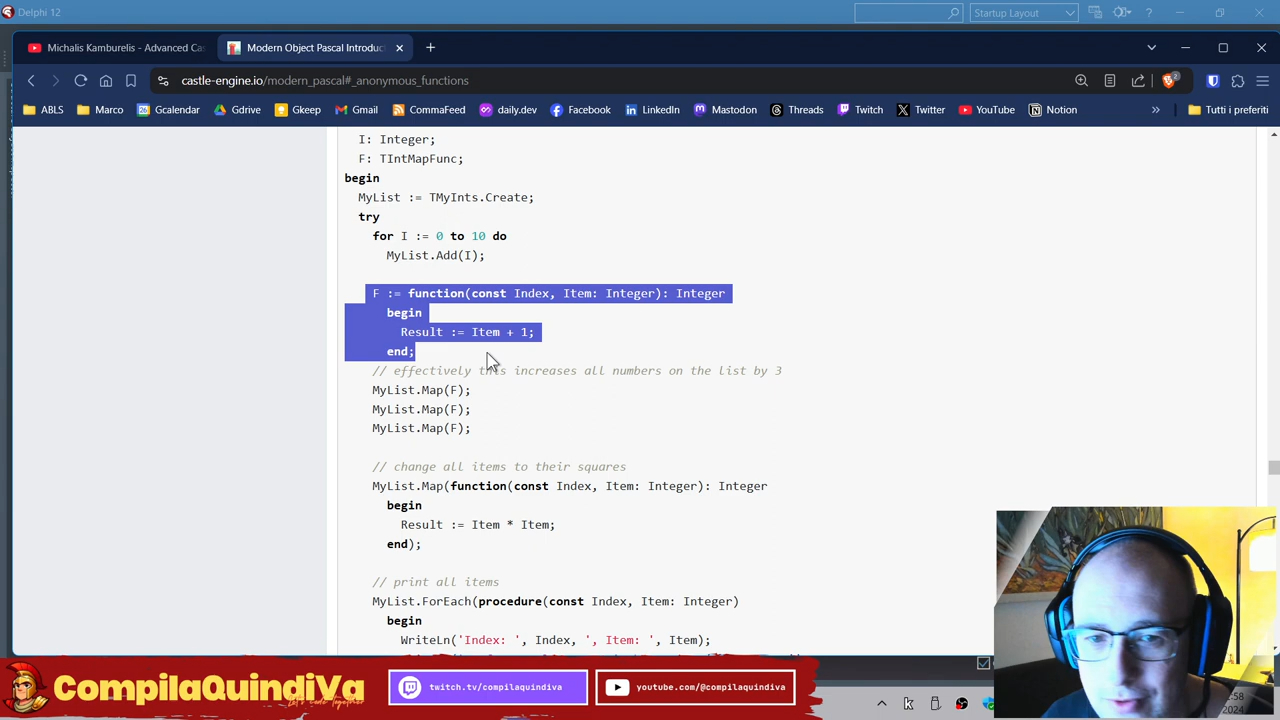 Delphi 12
Startup Layout
Michalis Kamburelis - Advanced Ca
Modern Object Pascal Introduc
castle-engine.io/modern_pascal#_anonymous_functions
2
ABLS
Marco
Gcalendar
Gdrive
Gkeep
Gmail
CommaFeed
daily.dev
Facebook
LinkedIn
Mastodon
Threads
Twitch
Twitter
YouTube
Notion
»
Tutti i preferiti
I: Integer;
F: TIntMapFunc;
begin
MyList := TMyInts.Create;
try
for I := 0 to 10 do
MyList.Add(I);
F := function(const Index, Item: Integer): Integer
begin
Result := Item + 1;
end;
// effectively this increases all numbers on the list by 3
MyList.Map(F);
MyList.Map(F);
MyList.Map(F);
// change all items to their squares
MyList.Map(function(const Index, Item: Integer): Integer
begin
Result := Item * Item;
end);
// print all items
MyList.ForEach(procedure(const Index, Item: Integer)
begin
WriteLn('Index: ', Index, ', Item: ', Item);
CompilaQuindiVa
Let's Code Together
twitch.tv/compilaquindiva
youtube.com/@compilaquindiva
:58
2024